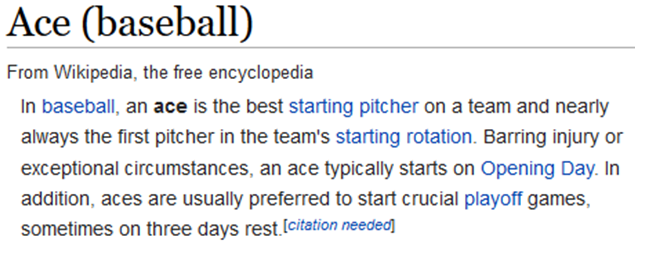 Ace (baseball)
From Wikipedia, the free encyclopedia
In baseball, an ace is the best starting pitcher on a team and nearly
always the first pitcher in the team's starting rotation. Barring injury or
exceptional circumstances, an ace typically starts on Opening Day. In
addition, aces are usually preferred to start crucial playoff games,
sometimes on three days rest.[citation needed]